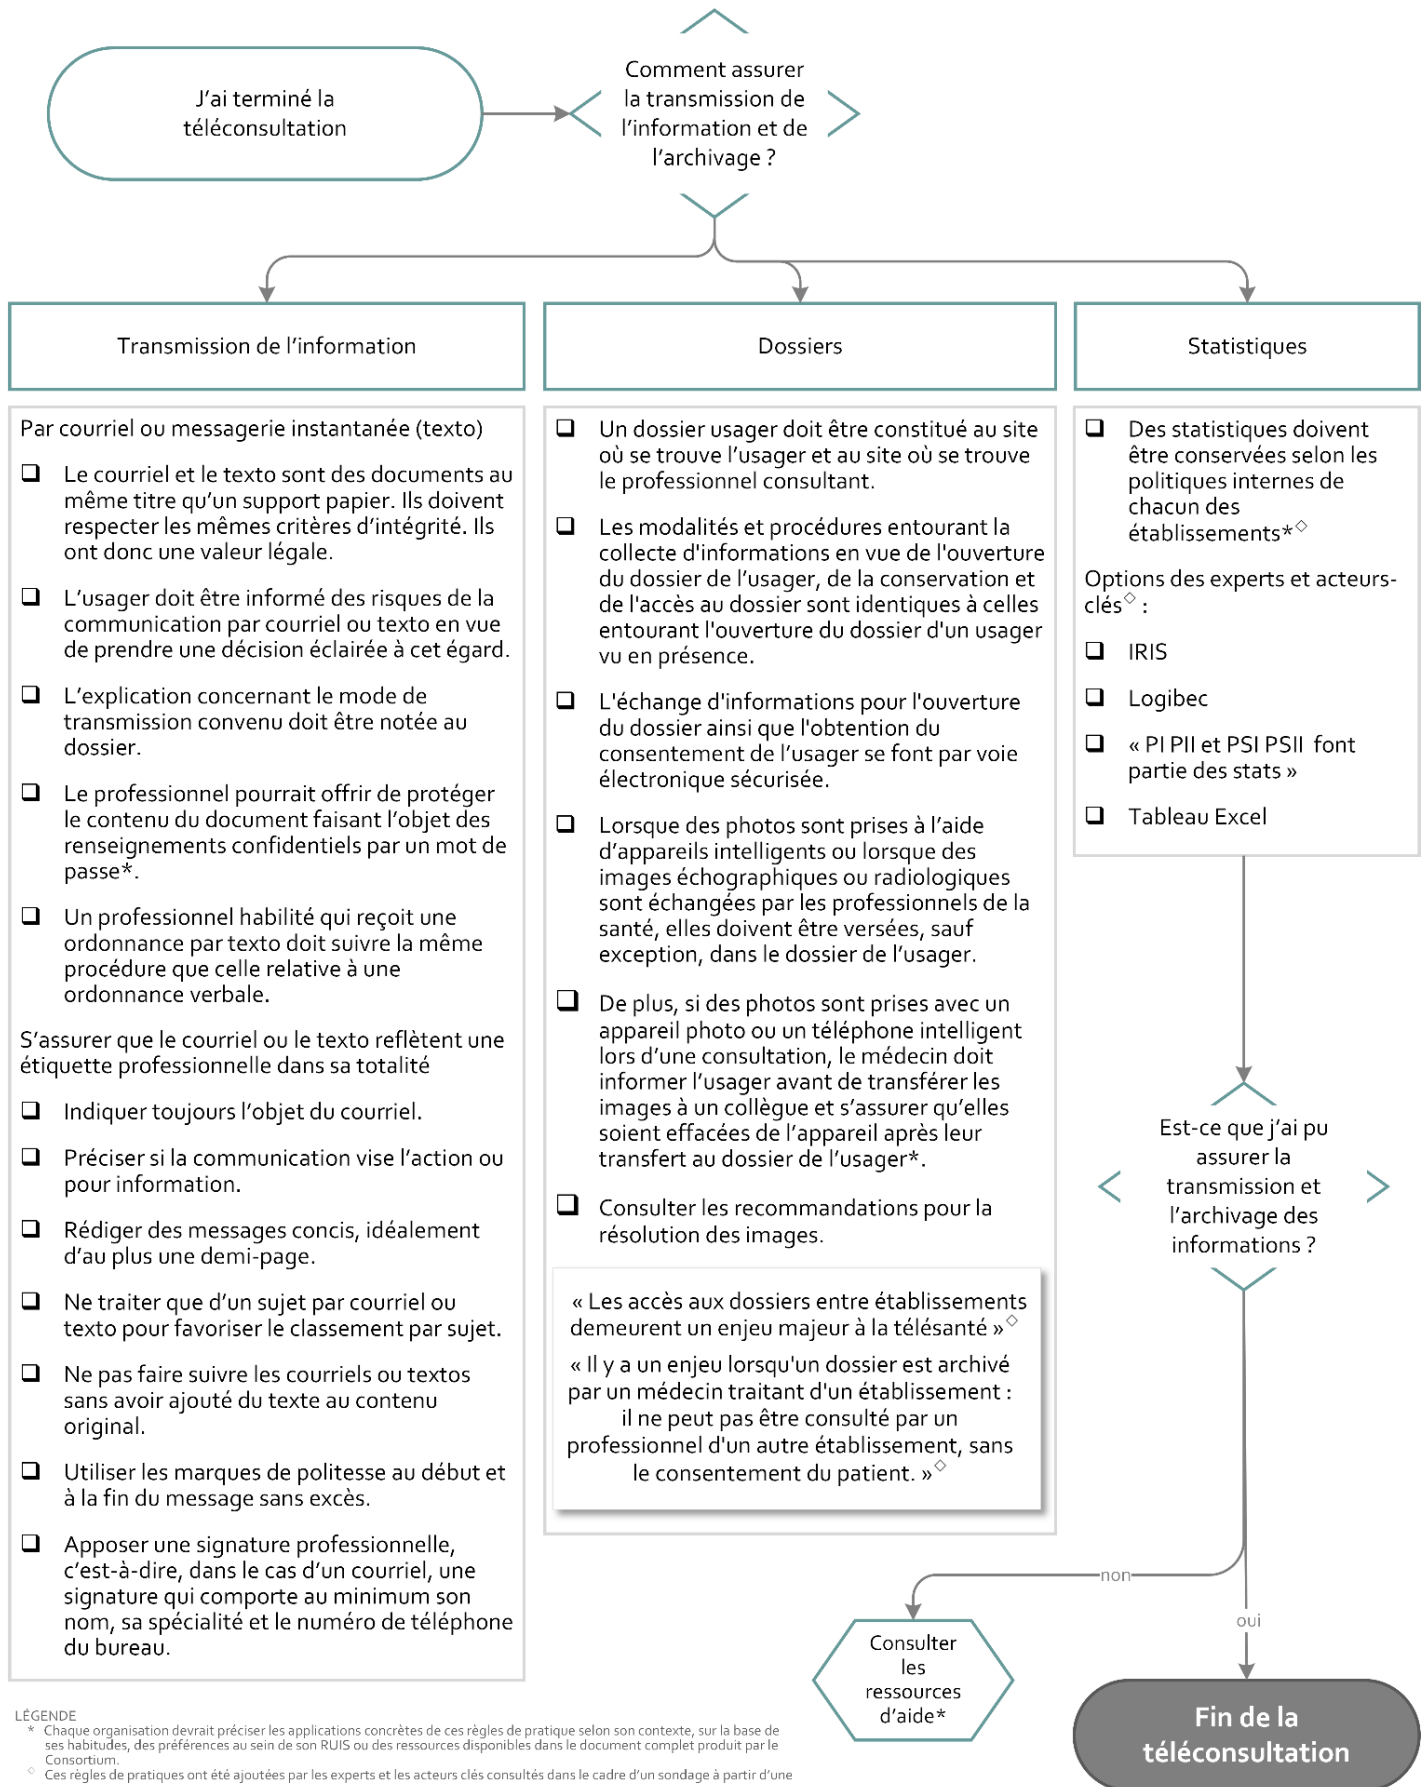 J'ai terminé la
téléconsultation
Comment assurer
la transmission de
l'information et de
l'archivage ?
Transmission de l'information
Par courriel ou messagerie instantanée (texto)
❑ Le courriel et le texto sont des documents au
même titre qu'un support papier. Ils doivent
respecter les mêmes critères d'intégrité. Ils
ont donc une valeur légale.
❑ L'usager doit être informé des risques de la
communication par courriel ou texto en vue
de prendre une décision éclairée à cet égard.
❑ L'explication concernant le mode de
transmission convenu doit être notée au
dossier.
❑ Le professionnel pourrait offrir de protéger
le contenu du document faisant l'objet des
renseignements confidentiels par un mot de
passe*.
❑ Un professionnel habilité qui reçoit une
ordonnance par texto doit suivre la même
procédure que celle relative à une
ordonnance verbale.
S'assurer que le courriel ou le texto reflètent une
étiquette professionnelle dans sa totalité
❑ Indiquer toujours l'objet du courriel.
❑ Préciser si la communication vise l'action ou
pour information.
❑ Rédiger des messages concis, idéalement
d'au plus une demi-page.
❑ Ne traiter que d'un sujet par courriel ou
texto pour favoriser le classement par sujet.
❑ Ne pas faire suivre les courriels ou textos
sans avoir ajouté du texte au contenu
original.
❑ Utiliser les marques de politesse au début et
à la fin du message sans excès.
❑ Apposer une signature professionnelle,
c'est-à-dire, dans le cas d'un courriel, une
signature qui comporte au minimum son
nom, sa spécialité et le numéro de téléphone
du bureau.
Dossiers
❑ Un dossier usager doit être constitué au site
où se trouve l'usager et au site où se trouve
le professionnel consultant.
❑ Les modalités et procédures entourant la
collecte d'informations en vue de l'ouverture
du dossier de l'usager, de la conservation et
de l'accès au dossier sont identiques à celles
entourant l'ouverture du dossier d'un usager
vu en présence.
❑ L'échange d'informations pour l'ouverture
du dossier ainsi que l'obtention du
consentement de l'usager se font par voie
électronique sécurisée.
❑ Lorsque des photos sont prises à l'aide
d'appareils intelligents ou lorsque des
images échographiques ou radiologiques
sont échangées par les professionnels de la
santé, elles doivent être versées, sauf
exception, dans le dossier de l'usager.
❑ De plus, si des photos sont prises avec un
appareil photo ou un téléphone intelligent
lors d'une consultation, le médecin doit
informer l'usager avant de transférer les
images à un collègue et s'assurer qu'elles
soient effacées de l'appareil après leur
transfert au dossier de l'usager*.
❑ Consulter les recommandations pour la
résolution des images.
« Les accès aux dossiers entre établissements
demeurent un enjeu majeur à la télésanté »◇
« Il y a un enjeu lorsqu'un dossier est archivé
par un médecin traitant d'un établissement :
il ne peut pas être consulté par un
professionnel d'un autre établissement, sans
le consentement du patient. »◇
Statistiques
❑ Des statistiques doivent
être conservées selon les
politiques internes de
chacun des
établissements*◇
Options des experts et acteurs-
clés◇ :
❑ IRIS
❑ Logibec
❑ « PI PII et PSI PSII font
partie des stats »
❑ Tableau Excel
Est-ce que j'ai pu
assurer la
transmission et
l'archivage des
informations ?
non
oui
Consulter
les
ressources
d'aide*
Fin de la
téléconsultation
LÉGENDE
* Chaque organisation devrait préciser les applications concrètes de ces règles de pratique selon son contexte, sur la base de
ses habitudes, des préférences au sein de son RUIS ou des ressources disponibles dans le document complet produit par le
Consortium.
◇ Ces règles de pratiques ont été ajoutées par les experts et les acteurs clés consultés dans le cadre d'un sondage à partir d'une